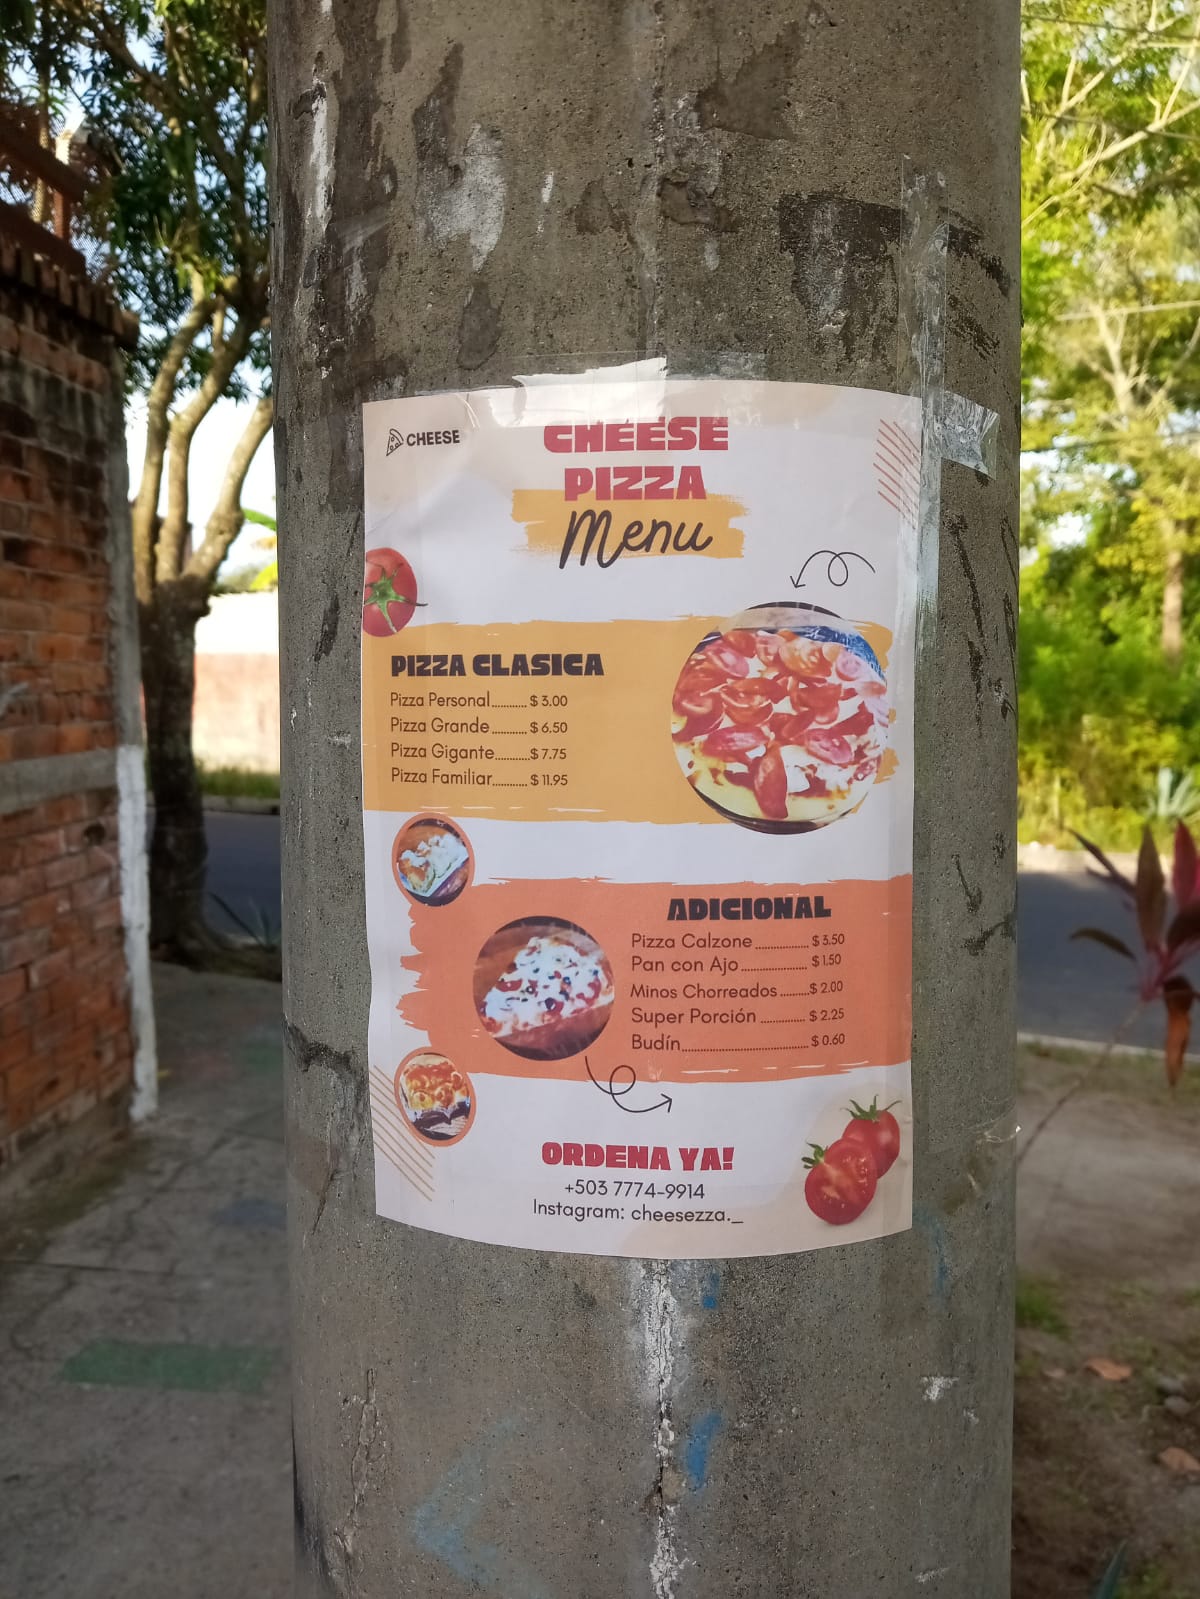 CHEESE
CHEESE
PIZZA
Menu
PIZZA CLASICA
Pizza Personal............ $ 3.00
Pizza Grande............ $ 6.50
Pizza Gigante............ $ 7.75
Pizza Familiar............ $ 11.95
ADICIONAL
Pizza Calzone.................. $ 3.50
Pan con Ajo...................... $ 1.50
Minos Chorreados.........$ 2.00
Super Porción............... $ 2.25
Budín........................................... $ 0.60
ORDENA YA!
+503 7774-9914
Instagram: cheesezza._